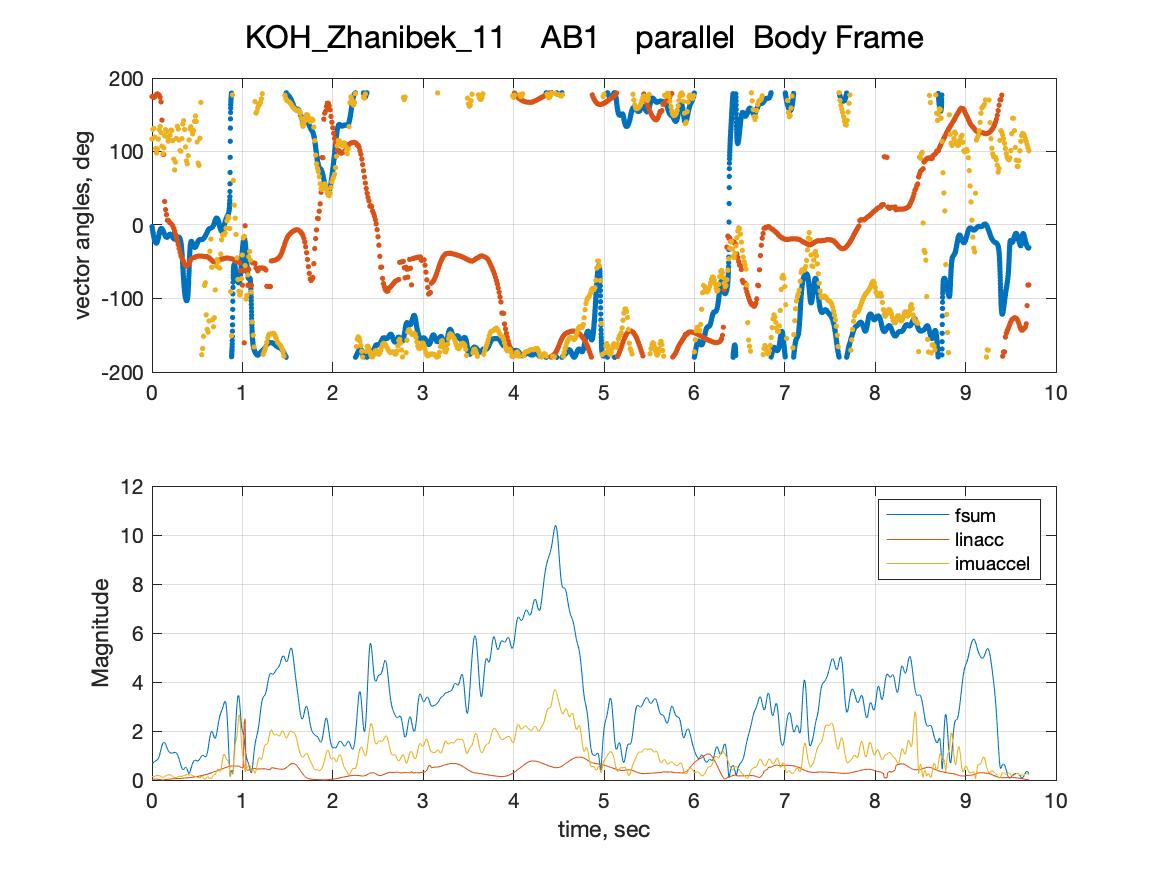 KOH_Zhanibek_11 AB1 parallel Body Frame
200
100
0
-100
-200
vector angles, deg
0 1 2 3 4 5 6 7 8 9 10
12
10
8
6
4
2
0
Magnitude
fsum
linacc
imuaccel
0 1 2 3 4 5 6 7 8 9 10
time, sec